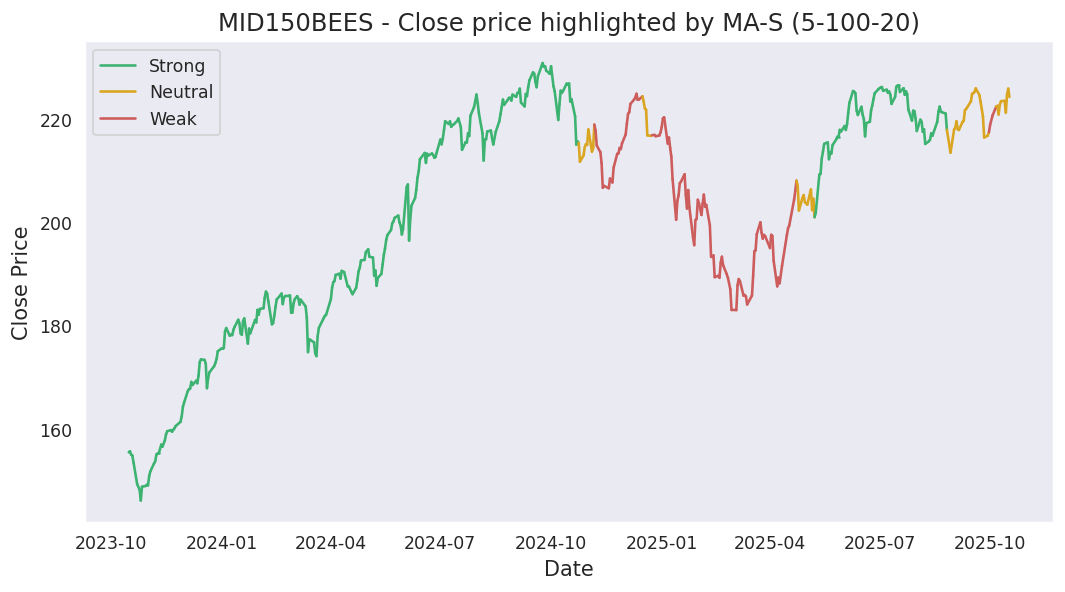 MID150BEES - Close price highlighted by MA-S (5-100-20)
Strong
Neutral
Weak
Close Price
220
200
180
160
2023-10 2024-01 2024-04 2024-07 2024-10 2025-01 2025-04 2025-07 2025-10
Date